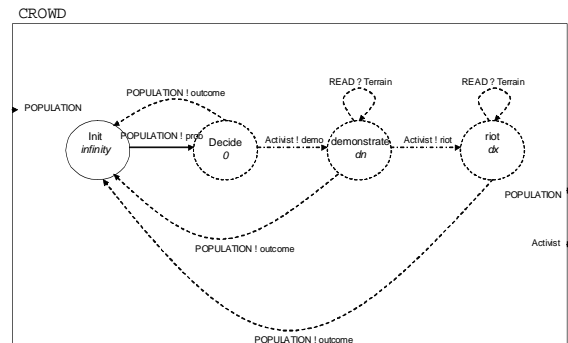 CROWD
READ ? Terrain
READ ? Terrain
POPULATION ! outcome
POPULATION
Init
infinity
POPULATION ! prob
Decide
0
Activist ! demo
demonstrate
dn
Activist ! riot
riot
dx
POPULATION
POPULATION ! outcome
Activist
POPULATION ! outcome